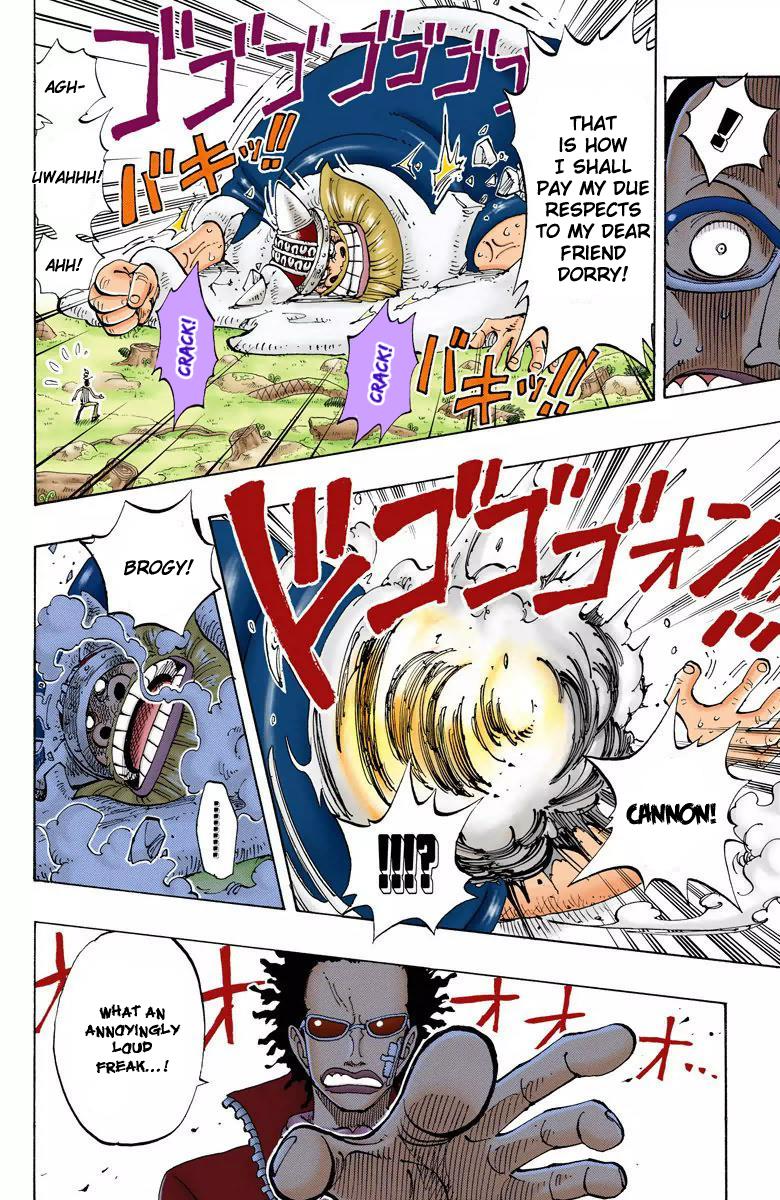 !!
THAT
IS HOW
I SHALL
PAY MY DUE
RESPECTS
TO MY DEAR
FRIEND
DORRY!
ゴゴゴゴゴゴゴ
バキッ!!
バキッ!!
CRACK!
CRACK!
AGH-
UWAHHH!
AHH!
ドゴゴゴゴオン!!
CANNON!
!!!?
BROGY!
..........
オオオオオ
WHAT AN
ANNOYINGLY
LOUD
FREAK...!